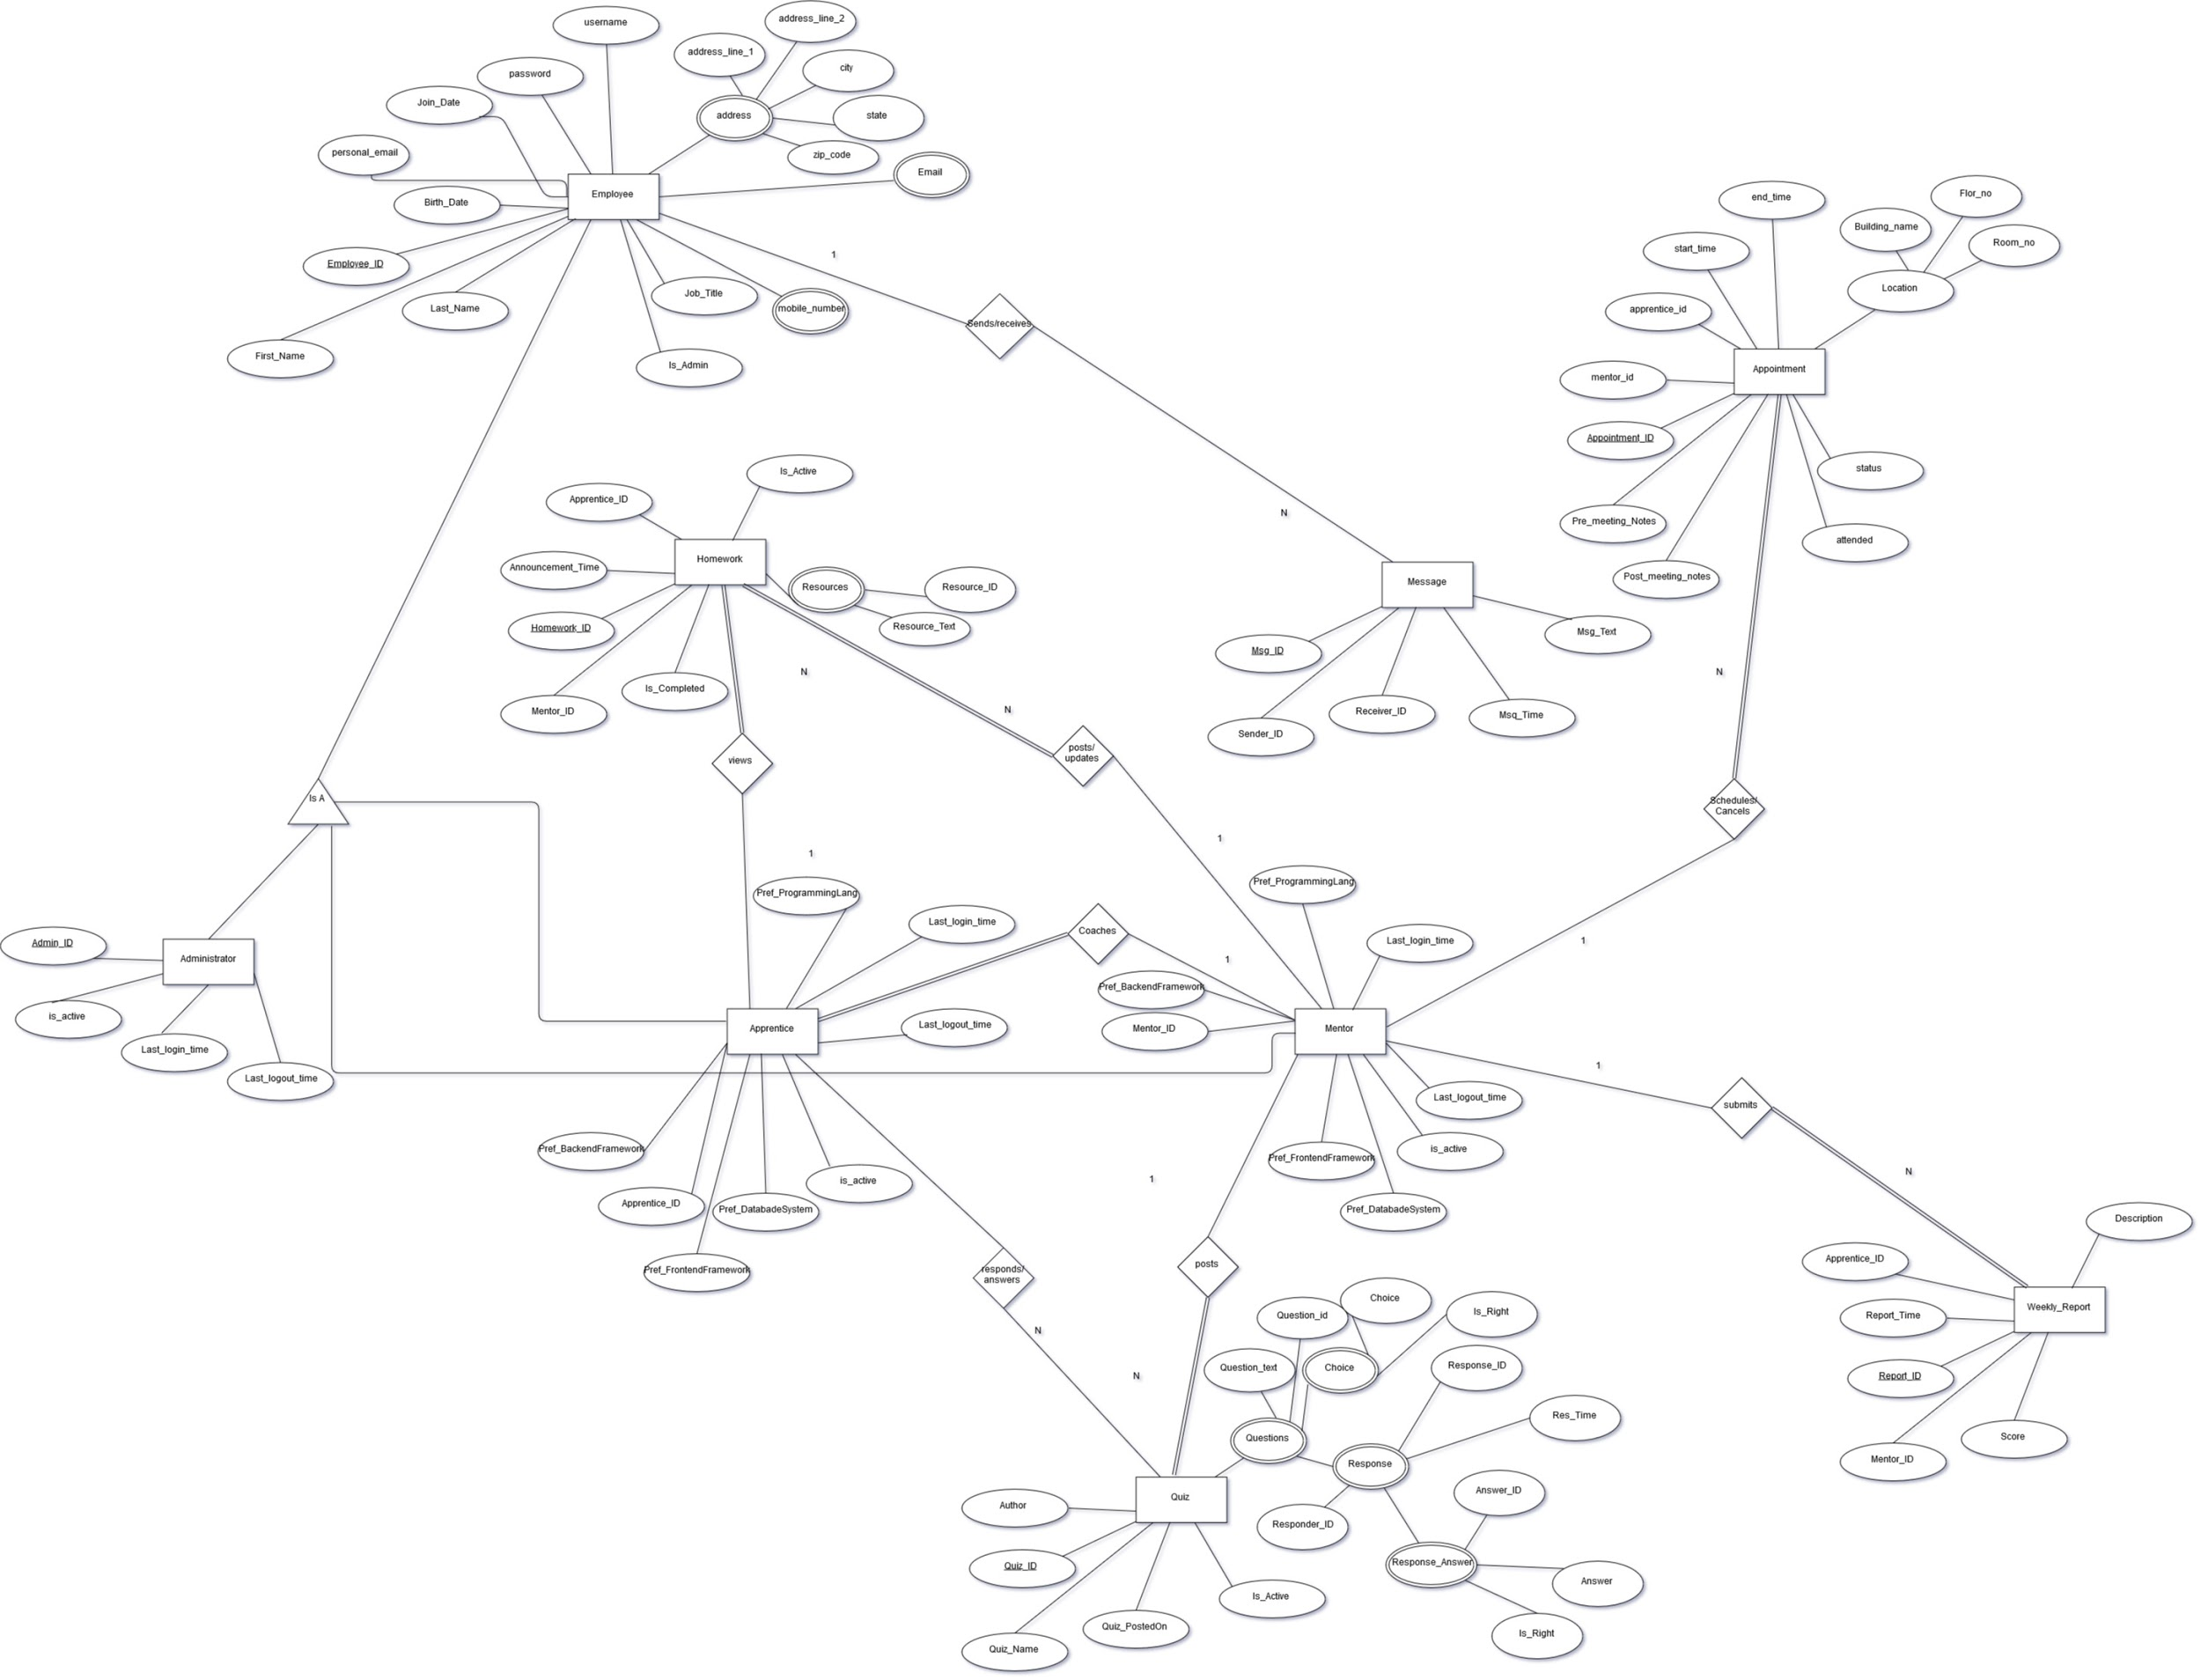 username
address_line_2
address_line_1
city
password
Join_Date
address
state
personal_email
zip_code
Email
Employee
Birth_Date
Employee_ID
Last_Name
First_Name
Job_Title
mobile_number
Is_Admin
1
Sends/receives
N
end_time
Flor_no
Building_name
Room_no
start_time
Location
apprentice_id
Appointment
mentor_id
Appointment_ID
status
Pre_meeting_Notes
attended
Post_meeting_notes
Is_Active
Apprentice_ID
Homework
Announcement_Time
Resources
Resource_ID
Resource_Text
Homework_ID
Is_Completed
Mentor_ID
N
N
views
posts/
updates
1
1
Message
Msg_Text
Msg_ID
Receiver_ID
Msq_Time
Sender_ID
N
Schedules/
Cancels
1
Is A
Admin_ID
Administrator
is_active
Last_login_time
Last_logout_time
Pref_ProgrammingLang
Last_login_time
Coaches
1
Apprentice
Last_logout_time
Pref_BackendFramework
Apprentice_ID
is_active
Pref_DatabadeSystem
Pref_FrontendFramework
Pref_ProgrammingLang
Last_login_time
Pref_BackendFramework
Mentor_ID
Mentor
Last_logout_time
is_active
Pref_FrontendFramework
Pref_DatabadeSystem
1
submits
N
1
responds/
answers
posts
N
N
Description
Apprentice_ID
Report_Time
Weekly_Report
Report_ID
Score
Mentor_ID
Choice
Question_id
Is_Right
Question_text
Choice
Response_ID
Res_Time
Questions
Response
Answer_ID
Responder_ID
Quiz
Author
Response_Answer
Quiz_ID
Answer
Is_Active
Quiz_PostedOn
Is_Right
Quiz_Name